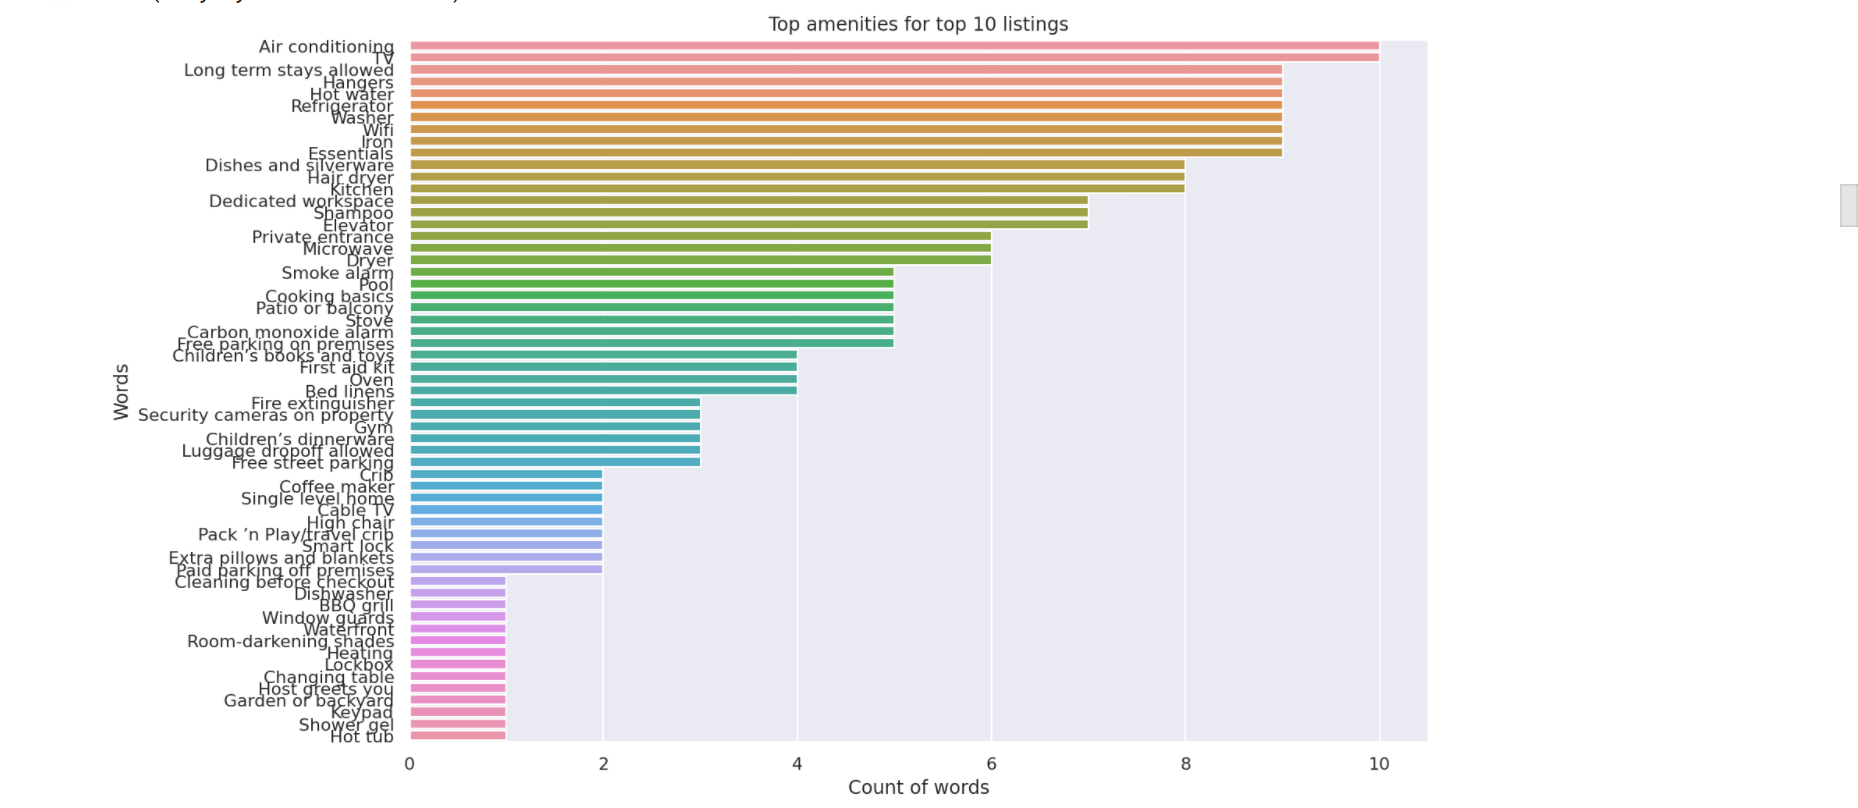 Top amenities for top 10 listings
Air conditioning
TV
Long term stays allowed
Hangers
Hot water
Refrigerator
Washer
Wifi
Iron
Essentials
Dishes and silverware
Hair dryer
Kitchen
Dedicated workspace
Shampoo
Elevator
Private entrance
Microwave
Dryer
Smoke alarm
Pool
Cooking basics
Patio or balcony
Stove
Carbon monoxide alarm
Free parking on premises
Children’s books and toys
First aid kit
Oven
Bed linens
Fire extinguisher
Security cameras on property
Gym
Children’s dinnerware
Luggage dropoff allowed
Free street parking
Crib
Coffee maker
Single level home
Cable TV
High chair
Pack ’n Play/travel crib
Smart lock
Extra pillows and blankets
Paid parking off premises
Cleaning before checkout
Dishwasher
BBQ grill
Window guards
Waterfront
Room-darkening shades
Heating
Lockbox
Changing table
Host greets you
Garden or backyard
Keypad
Shower gel
Hot tub
Words
0 2 4 6 8 10
Count of words